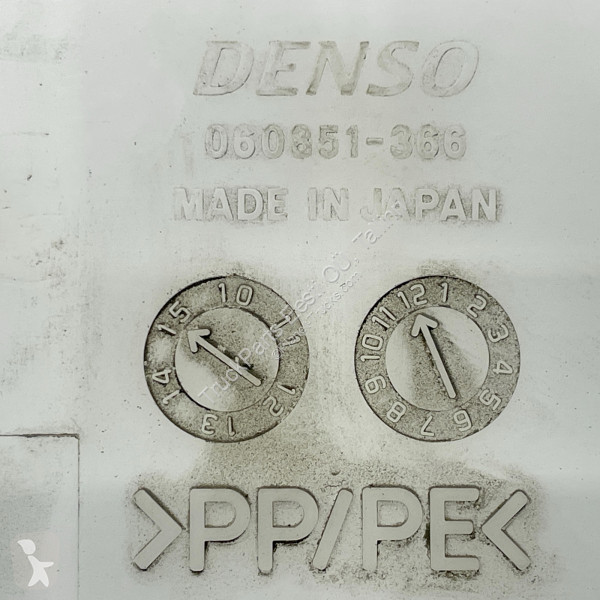 DENSO
060851-366
MADE IN JAPAN
10 11 12 13 14 15
12 1 2 3 4 5 6 7 8 9 10 11
>PP/PE<